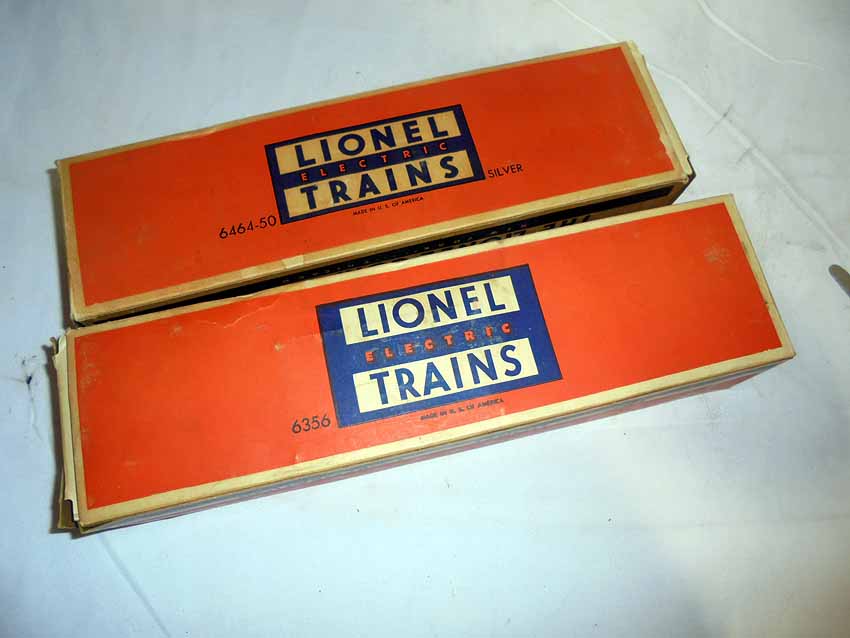 LIONEL
ELECTRIC
TRAINS
6464-50
SILVER
MADE IN U. S. OF AMERICA
LIONEL
ELECTRIC
TRAINS
6356
MADE IN U. S. OF AMERICA